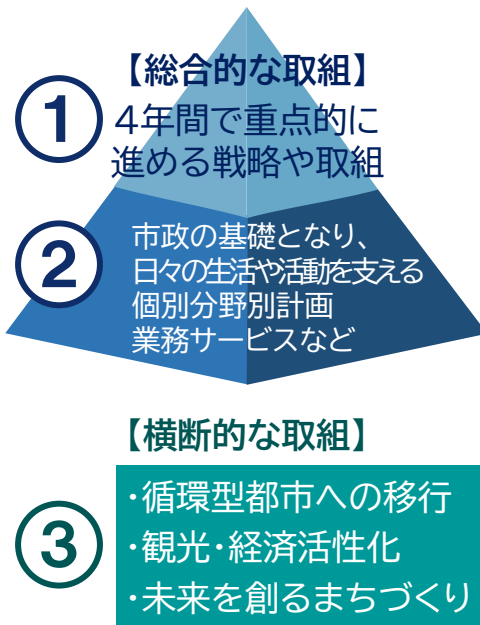 【総合的な取組】
①
4年間で重点的に
進める戦略や取組
②
市政の基礎となり、
日々の生活や活動を支える
個別分野別計画
業務サービスなど
【横断的な取組】
③
・循環型都市への移行
・観光・経済活性化
・未来を創るまちづくり